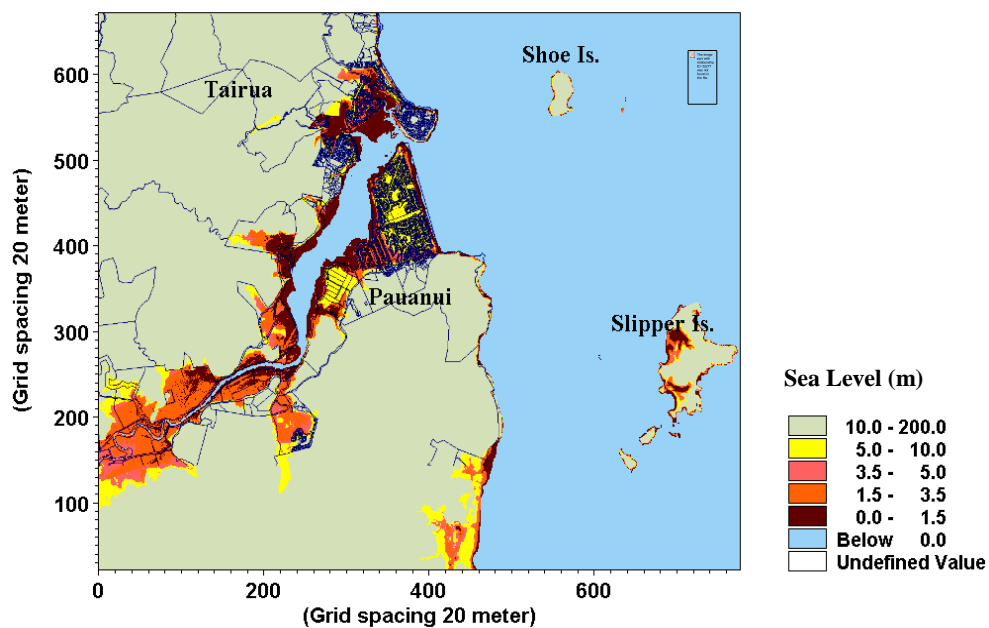 Shoe Is.
Tairua
Pauanui
Slipper Is.
600
500
400
300
200
100
(Grid spacing 20 meter)
0
200
400
600
(Grid spacing 20 meter)
Sea Level (m)
10.0 - 200.0
5.0 - 10.0
3.5 - 5.0
1.5 - 3.5
0.0 - 1.5
Below 0.0
Undefined Value